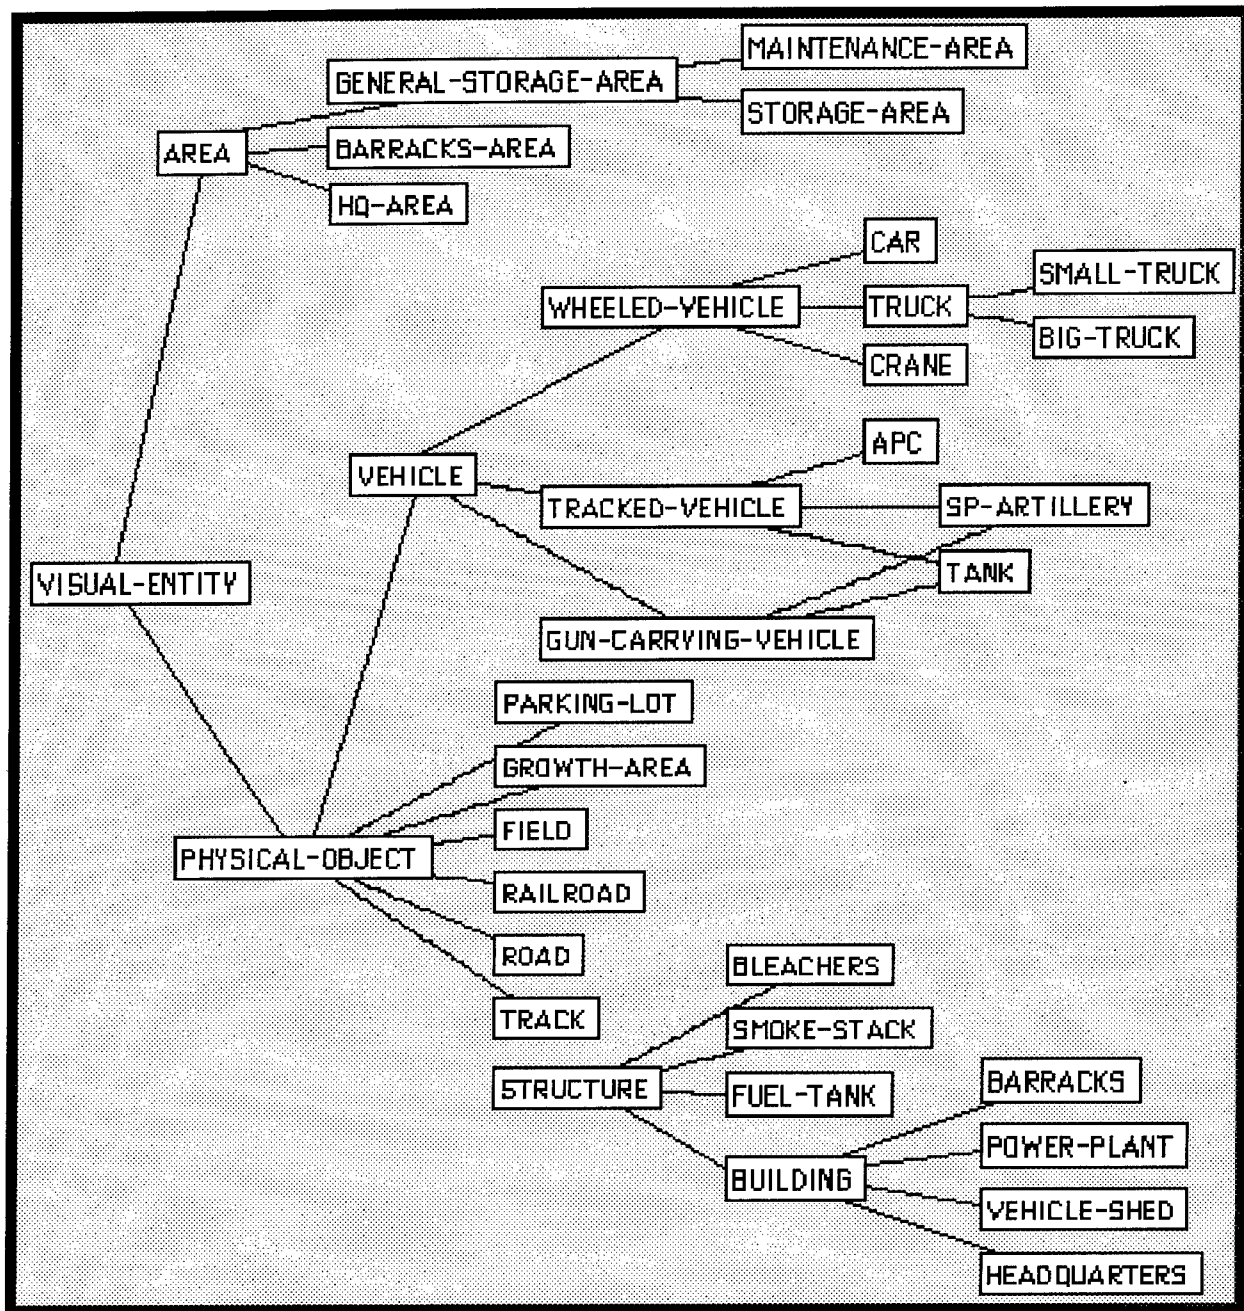 MAINTENANCE-AREA
GENERAL-STORAGE-AREA
STORAGE-AREA
AREA
BARRACKS-AREA
HQ-AREA
CAR
SMALL-TRUCK
WHEELED-VEHICLE
TRUCK
BIG-TRUCK
CRANE
APC
VEHICLE
TRACKED-VEHICLE
SP-ARTILLERY
TANK
VISUAL-ENTITY
GUN-CARRYING-VEHICLE
PARKING-LOT
GROWTH-AREA
FIELD
PHYSICAL-OBJECT
RAILROAD
ROAD
BLEACHERS
TRACK
SMOKE-STACK
STRUCTURE
BARRACKS
FUEL-TANK
POWER-PLANT
BUILDING
VEHICLE-SHED
HEADQUARTERS